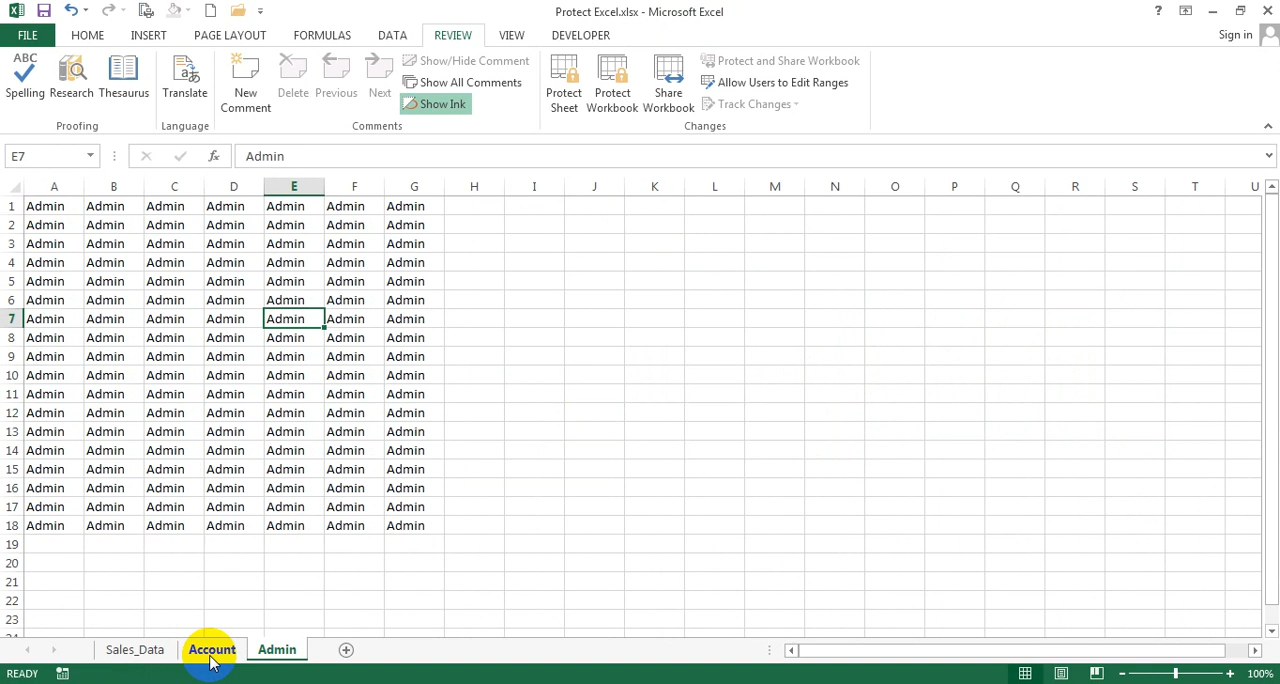 Protect Excel.xlsx - Microsoft Excel
?
Sign in
FILE HOME INSERT PAGE LAYOUT FORMULAS DATA REVIEW VIEW DEVELOPER
ABC
Spelling Research Thesaurus
Proofing
Translate
Language
New Comment Delete Previous Next
Show/Hide Comment
Show All Comments
Show Ink
Comments
Protect Sheet Protect Workbook Share Workbook
Protect and Share Workbook
Allow Users to Edit Ranges
Track Changes
Changes
E7 fx Admin
A B C D E F G H I J K L M N O P Q R S T U
1 Admin Admin Admin Admin Admin Admin Admin
2 Admin Admin Admin Admin Admin Admin Admin
3 Admin Admin Admin Admin Admin Admin Admin
4 Admin Admin Admin Admin Admin Admin Admin
5 Admin Admin Admin Admin Admin Admin Admin
6 Admin Admin Admin Admin Admin Admin Admin
7 Admin Admin Admin Admin Admin Admin Admin
8 Admin Admin Admin Admin Admin Admin Admin
9 Admin Admin Admin Admin Admin Admin Admin
10 Admin Admin Admin Admin Admin Admin Admin
11 Admin Admin Admin Admin Admin Admin Admin
12 Admin Admin Admin Admin Admin Admin Admin
13 Admin Admin Admin Admin Admin Admin Admin
14 Admin Admin Admin Admin Admin Admin Admin
15 Admin Admin Admin Admin Admin Admin Admin
16 Admin Admin Admin Admin Admin Admin Admin
17 Admin Admin Admin Admin Admin Admin Admin
18 Admin Admin Admin Admin Admin Admin Admin
19
20
21
22
23
Sales_Data Account Admin
READY 100%